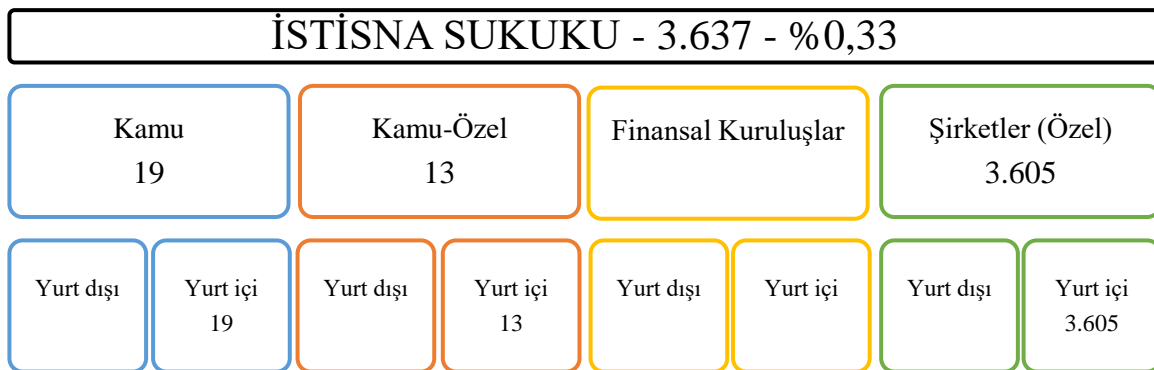 İSTİSNA SUKUKU - 3.637 - %0,33
Kamu
19
Kamu-Özel
13
Finansal Kuruluşlar
Şirketler (Özel)
3.605
Yurt dışı
Yurt içi
19
Yurt dışı
Yurt içi
13
Yurt dışı
Yurt içi
Yurt dışı
Yurt içi
3.605